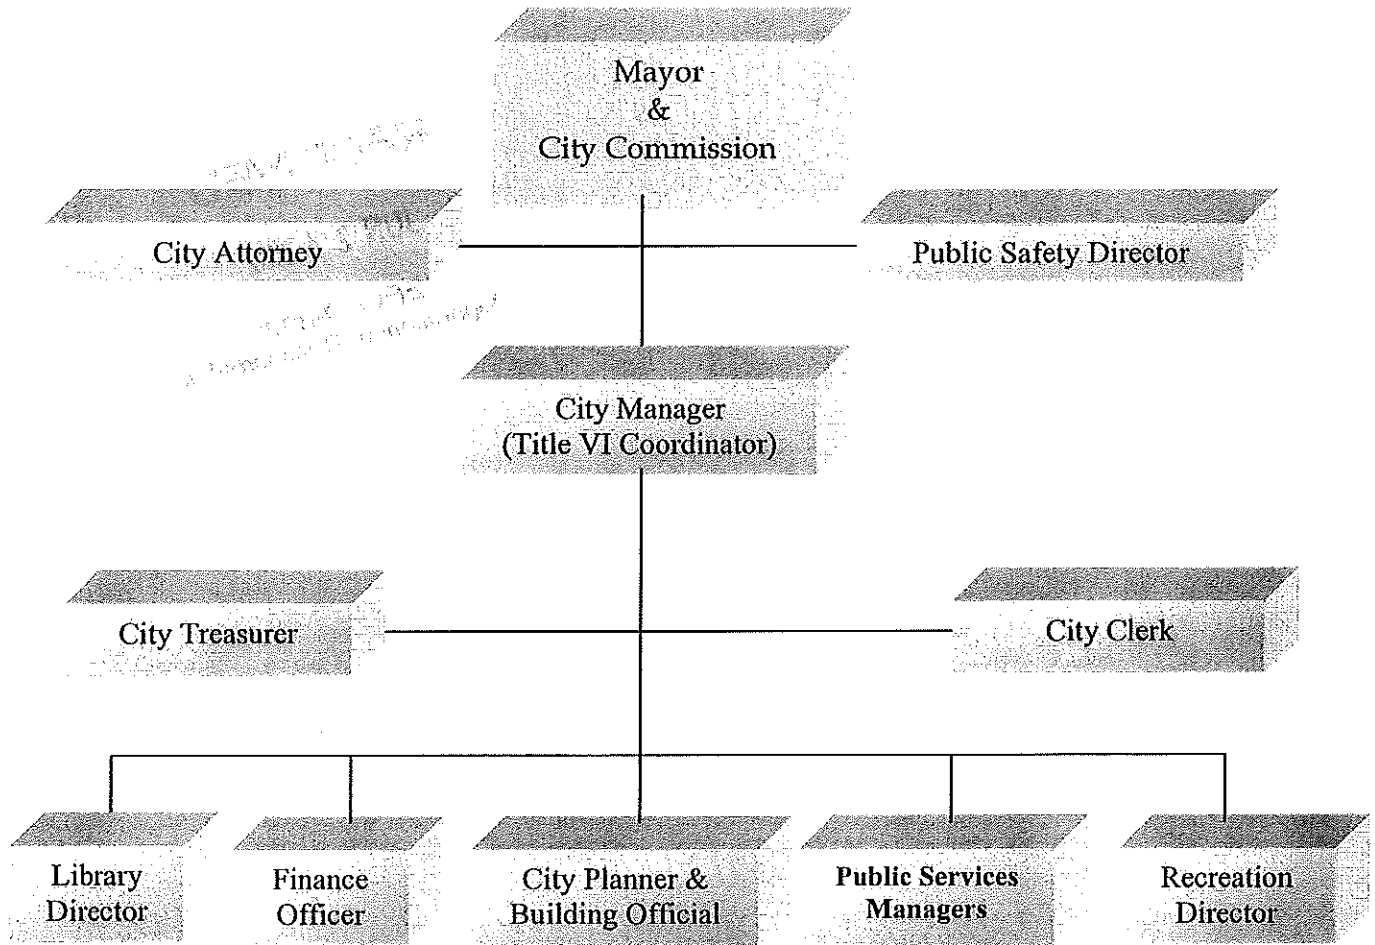 Mayor
&
City Commission
City Attorney
Public Safety Director
City Manager
(Title VI Coordinator)
City Treasurer
City Clerk
Library
Director
Finance
Officer
City Planner &
Building Official
Public Services
Managers
Recreation
Director